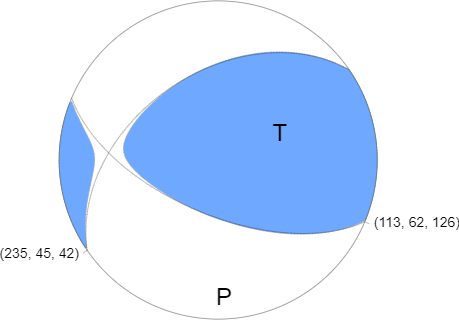 T
(113, 62, 126)
(235, 45, 42)
P